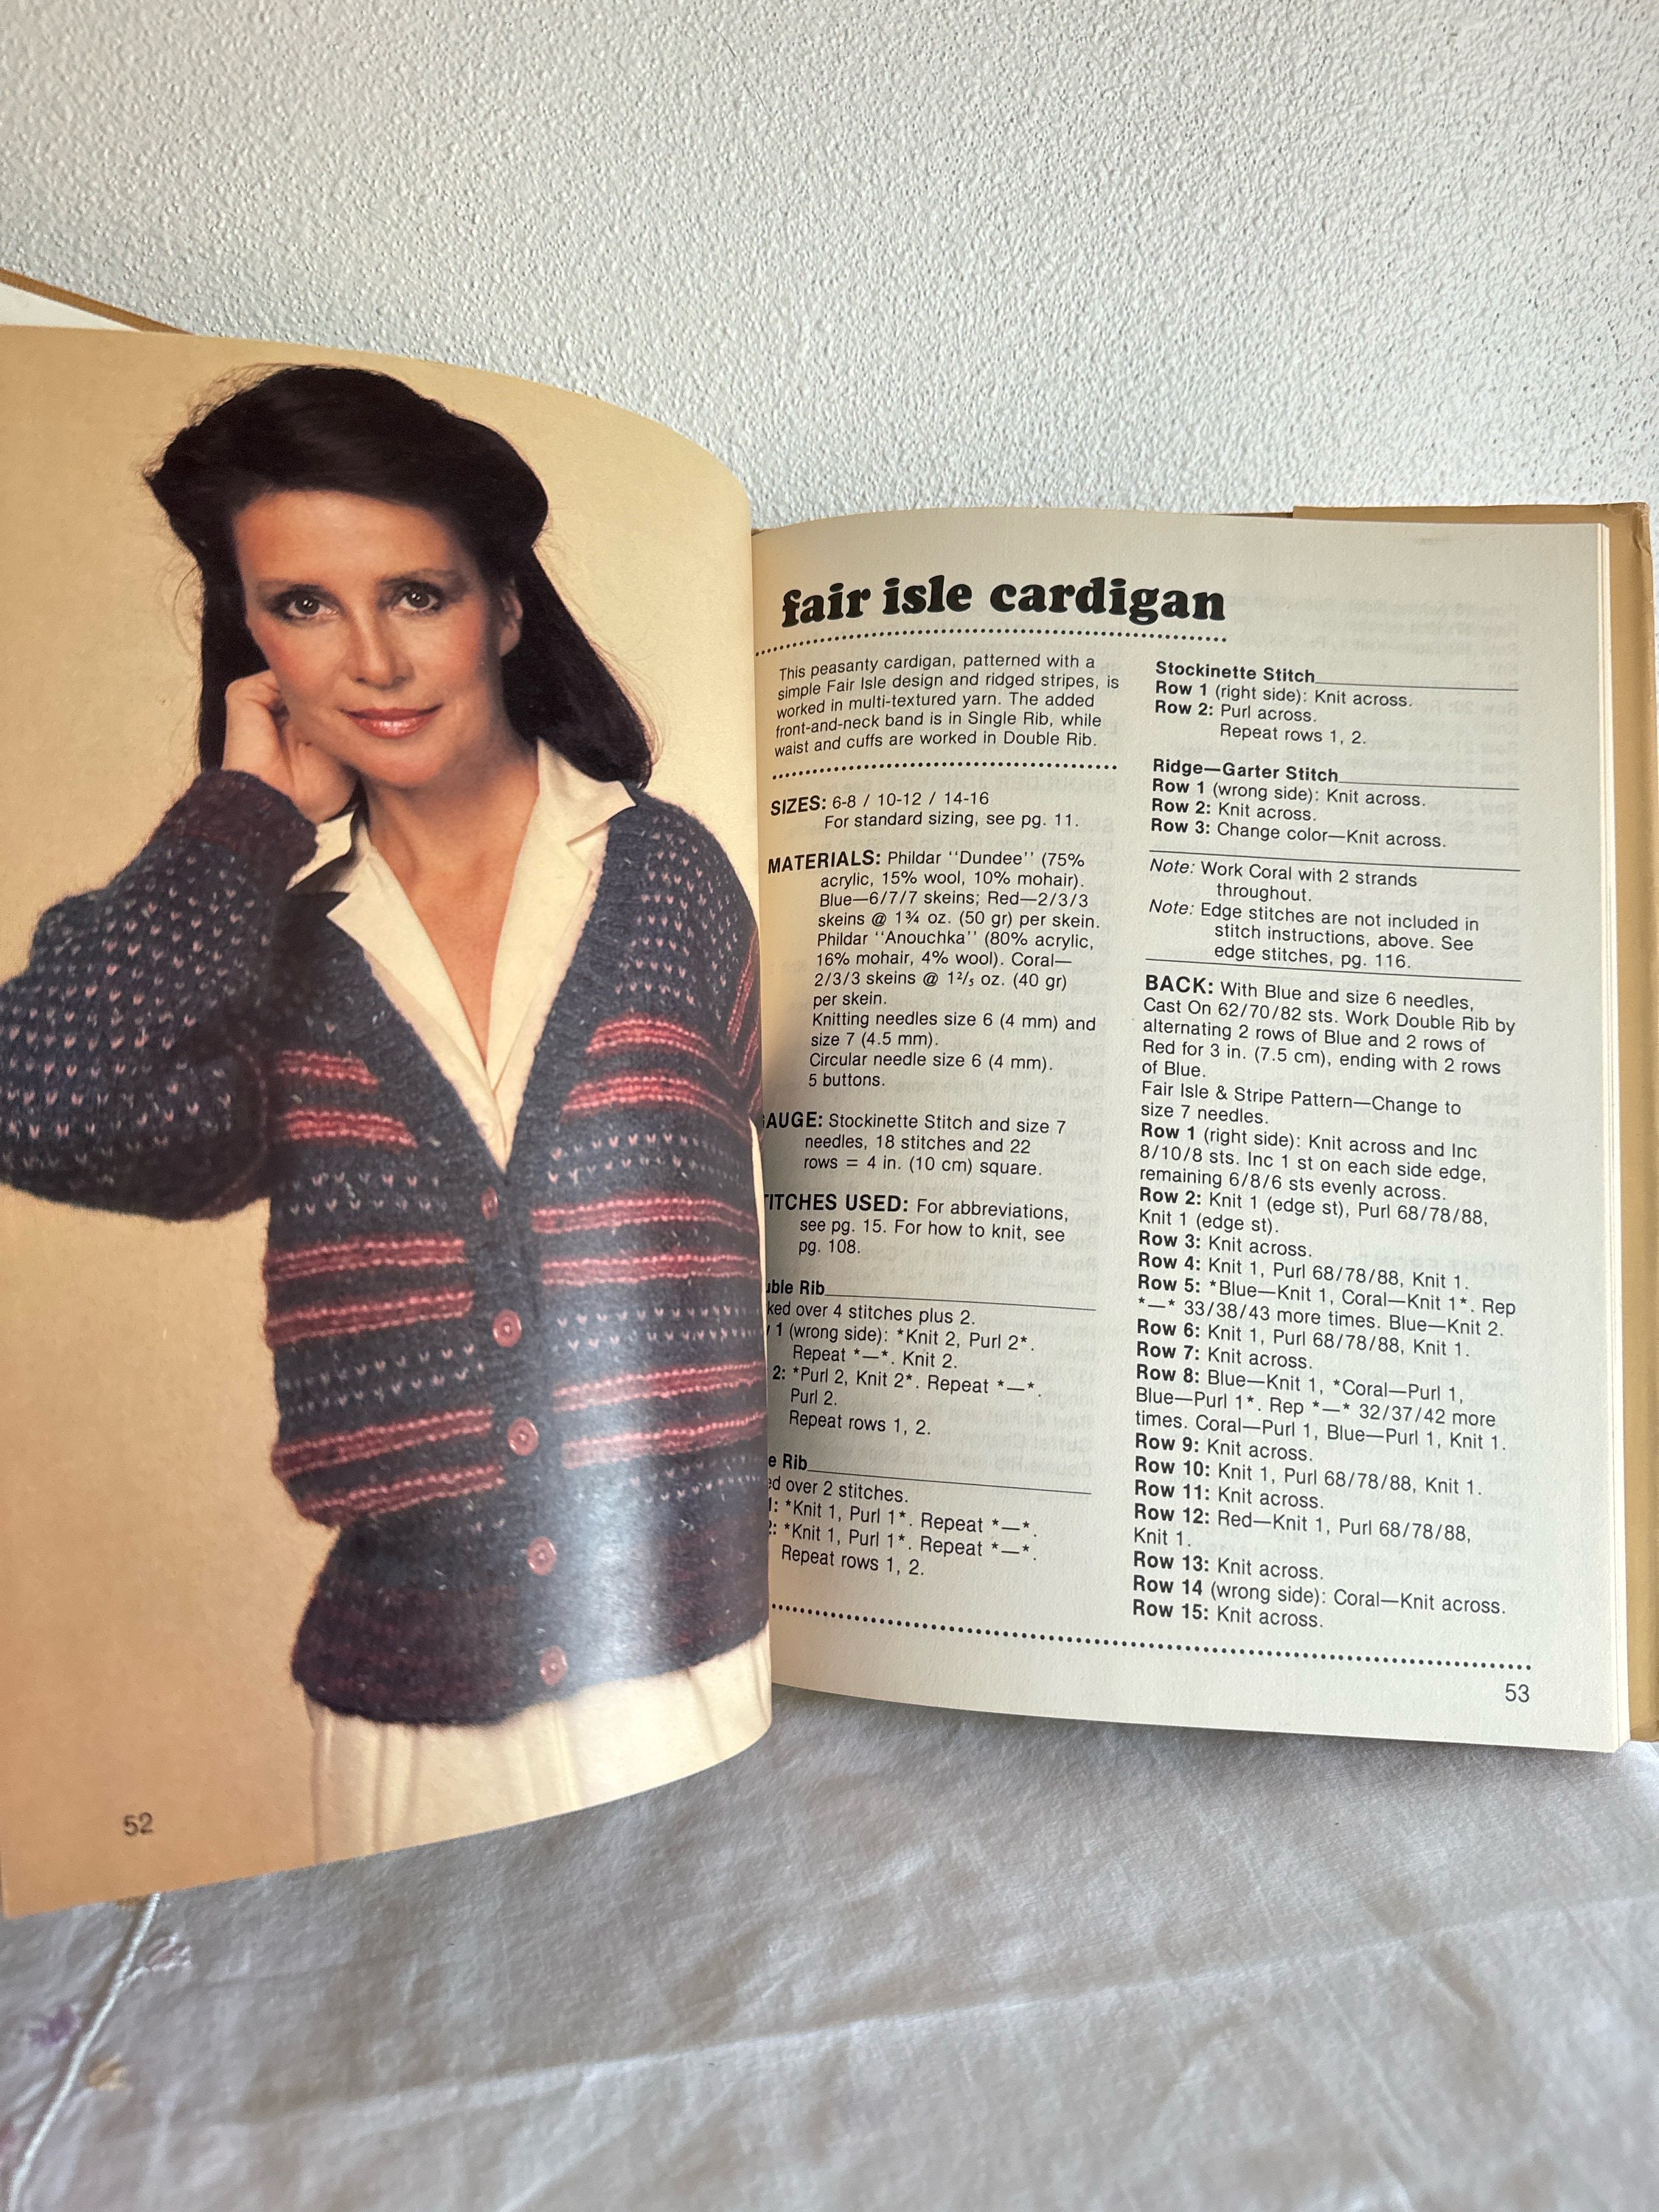 52
fair isle cardigan
This peasanty cardigan, patterned with a
simple Fair Isle design and ridged stripes, is
worked in multi-textured yarn. The added
front-and-neck band is in Single Rib, while
waist and cuffs are worked in Double Rib.
SIZES: 6-8 / 10-12 / 14-16
For standard sizing, see pg. 11.
MATERIALS: Phildar "Dundee" (75%
acrylic, 15% wool, 10% mohair).
Blue—6/7/7 skeins; Red—2/3/3
skeins @ 1¾ oz. (50 gr) per skein.
Phildar "Anouchka" (80% acrylic,
16% mohair, 4% wool). Coral—
2/3/3 skeins @ 1²/₅ oz. (40 gr)
per skein.
Knitting needles size 6 (4 mm) and
size 7 (4.5 mm).
Circular needle size 6 (4 mm).
5 buttons.
AUGE: Stockinette Stitch and size 7
needles, 18 stitches and 22
rows = 4 in. (10 cm) square.
TITCHES USED: For abbreviations,
see pg. 15. For how to knit, see
pg. 108.
uble Rib
ked over 4 stitches plus 2.
1 (wrong side): *Knit 2, Purl 2*.
Repeat *—*. Knit 2.
2: *Purl 2, Knit 2*. Repeat *—*.
Purl 2.
Repeat rows 1, 2.
e Rib
ed over 2 stitches.
1: *Knit 1, Purl 1*. Repeat *—*.
2: *Knit 1, Purl 1*. Repeat *—*.
Repeat rows 1, 2.
Stockinette Stitch
Row 1 (right side): Knit across.
Row 2: Purl across.
Repeat rows 1, 2.
Ridge—Garter Stitch
Row 1 (wrong side): Knit across.
Row 2: Knit across.
Row 3: Change color—Knit across.
Note: Work Coral with 2 strands
throughout.
Note: Edge stitches are not included in
stitch instructions, above. See
edge stitches, pg. 116.
BACK: With Blue and size 6 needles,
Cast On 62/70/82 sts. Work Double Rib by
alternating 2 rows of Blue and 2 rows of
Red for 3 in. (7.5 cm), ending with 2 rows
of Blue.
Fair Isle & Stripe Pattern—Change to
size 7 needles.
Row 1 (right side): Knit across and Inc
8/10/8 sts. Inc 1 st on each side edge,
remaining 6/8/6 sts evenly across.
Row 2: Knit 1 (edge st), Purl 68/78/88,
Knit 1 (edge st).
Row 3: Knit across.
Row 4: Knit 1, Purl 68/78/88, Knit 1.
Row 5: *Blue—Knit 1, Coral—Knit 1*. Rep
*—* 33/38/43 more times. Blue—Knit 2.
Row 6: Knit 1, Purl 68/78/88, Knit 1.
Row 7: Knit across.
Row 8: Blue—Knit 1, *Coral—Purl 1,
Blue—Purl 1*. Rep *—* 32/37/42 more
times. Coral—Purl 1, Blue—Purl 1, Knit 1.
Row 9: Knit across.
Row 10: Knit 1, Purl 68/78/88, Knit 1.
Row 11: Knit across.
Row 12: Red—Knit 1, Purl 68/78/88,
Knit 1.
Row 13: Knit across.
Row 14 (wrong side): Coral—Knit across.
Row 15: Knit across.
53